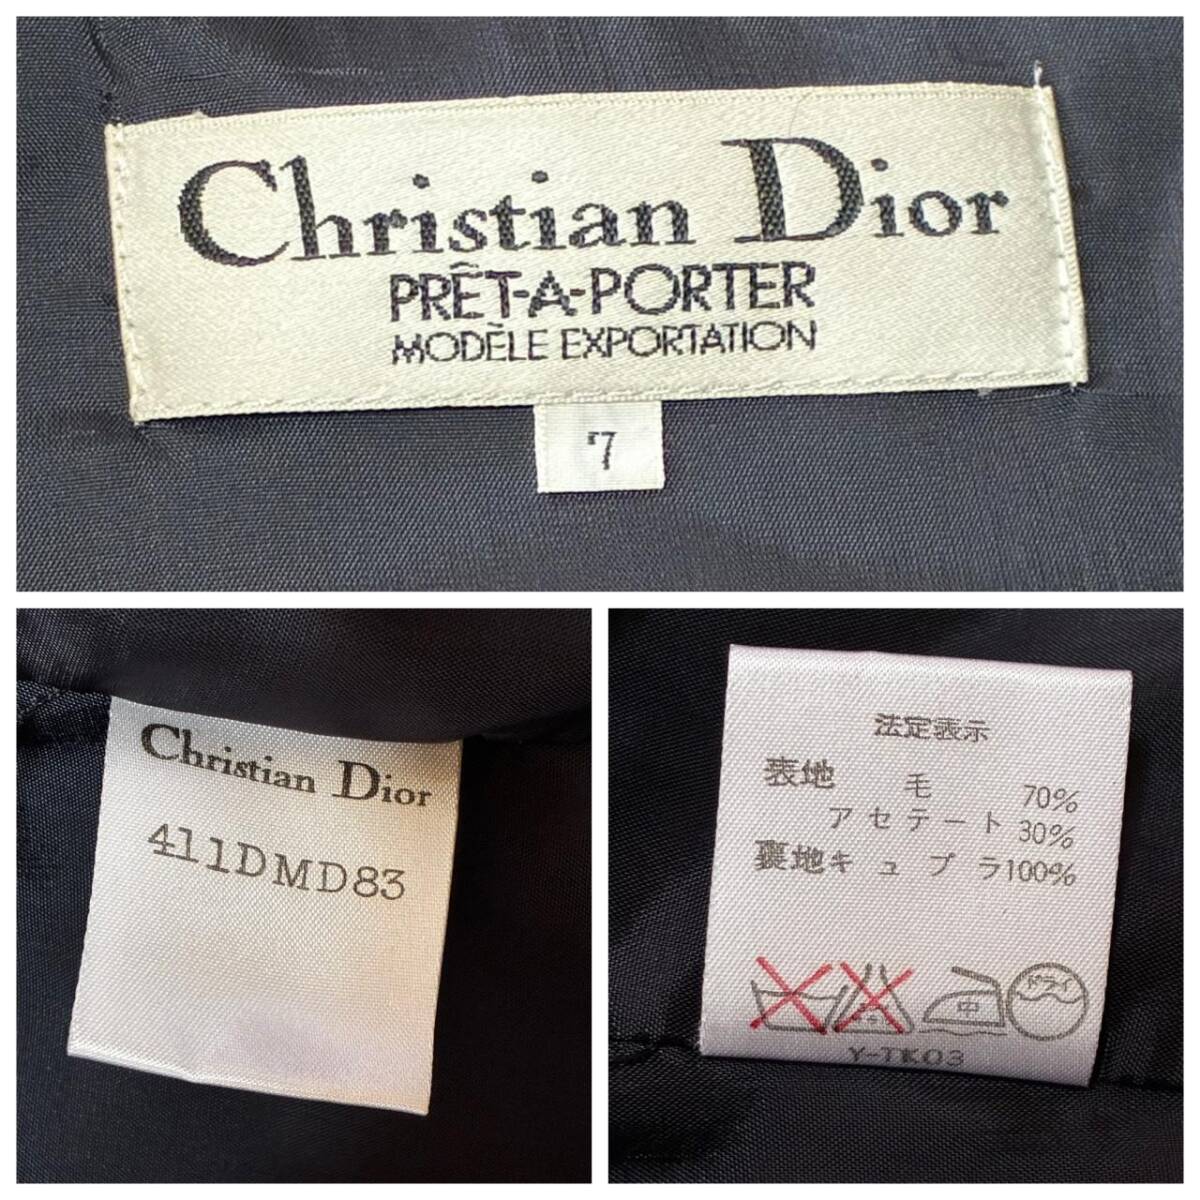 Christian Dior
PRÊT-A-PORTER
MODÈLE EXPORTATION
7
Christian Dior
411DMD83
法定表示
表地 毛 70%
アセテート 30%
裏地キュプラ100%
中 ドライ
Y-TK03